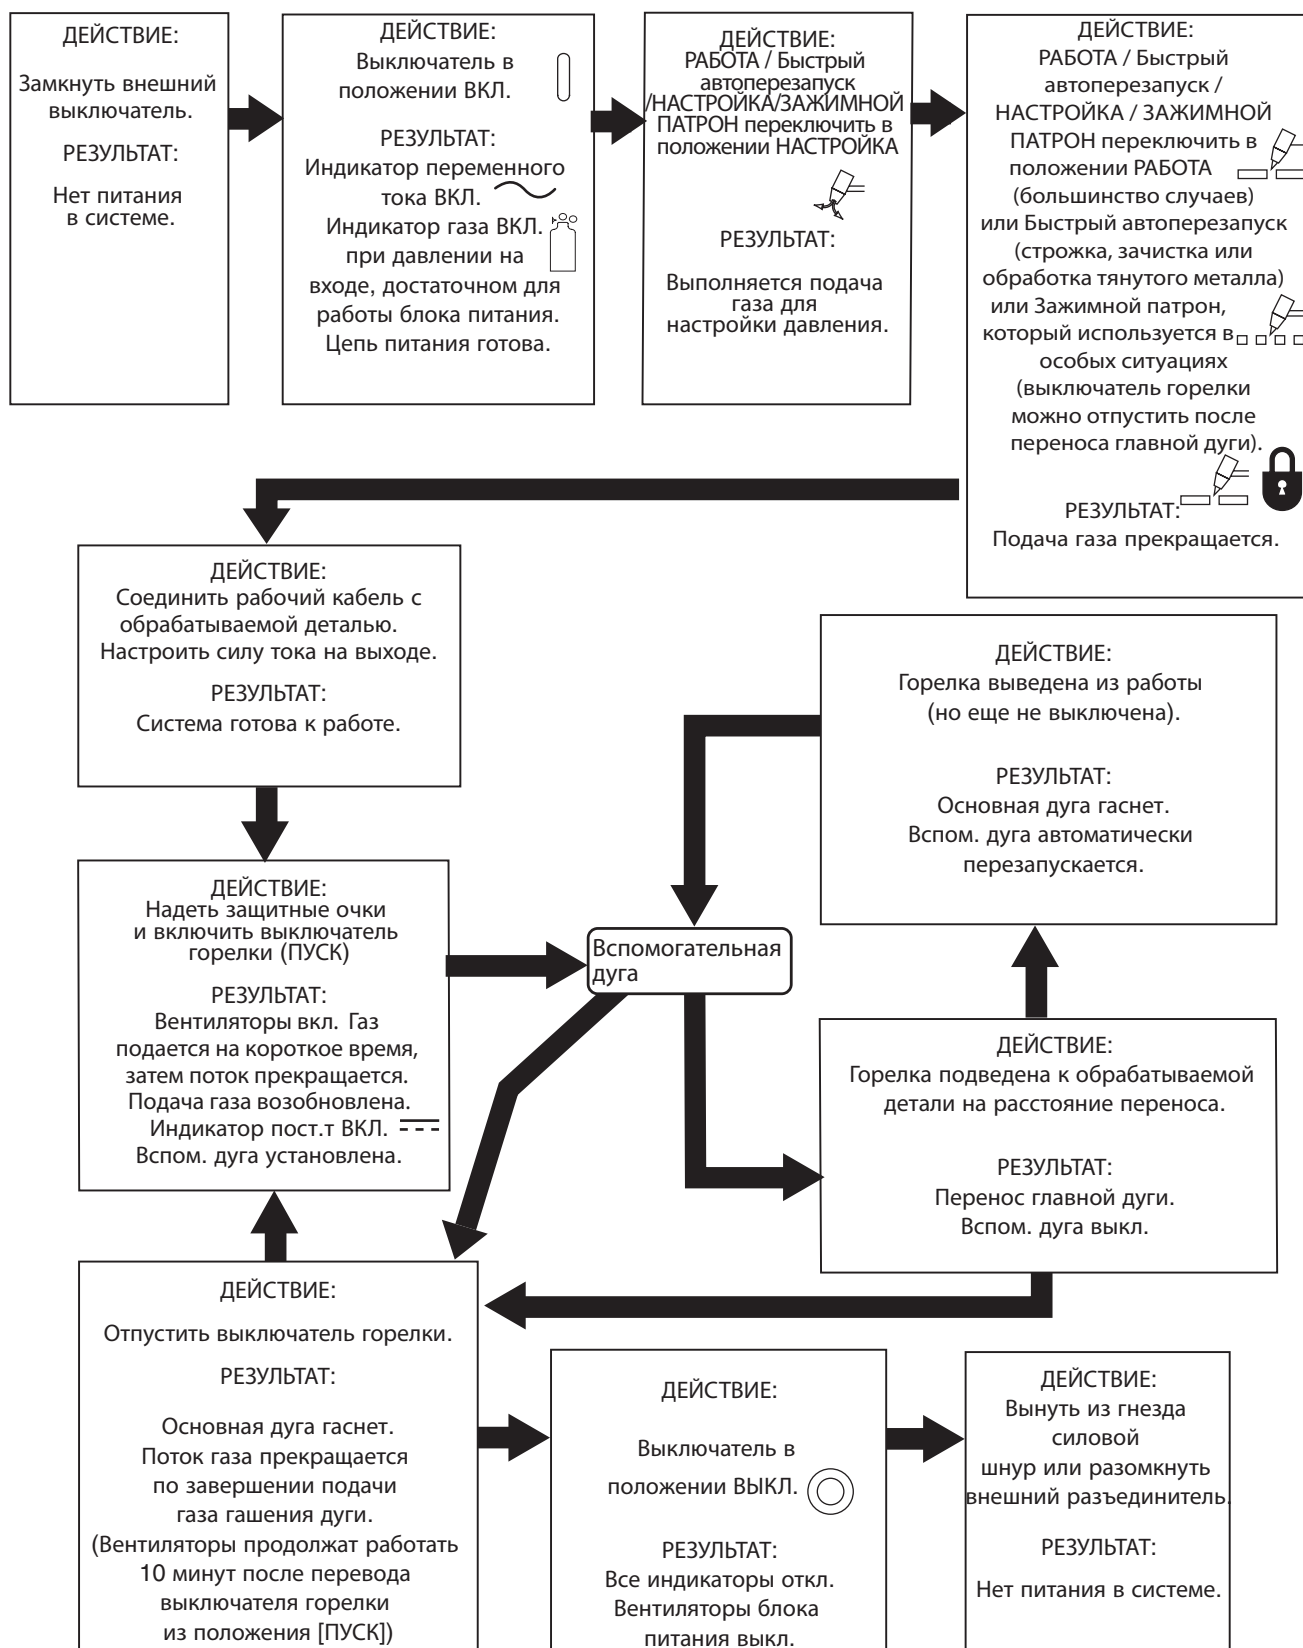 ДЕЙСТВИЕ:
Замкнуть внешний
выключатель.
РЕЗУЛЬТАТ:
Нет питания
в системе.
ДЕЙСТВИЕ:
Выключатель в
положении ВКЛ.
РЕЗУЛЬТАТ:
Индикатор переменного
тока ВКЛ.
Индикатор газа ВКЛ.
при давлении на
входе, достаточном для
работы блока питания.
Цепь питания готова.
ДЕЙСТВИЕ:
РАБОТА / Быстрый
автоперезапуск
/НАСТРОЙКА/ЗАЖИМНОЙ
ПАТРОН переключить в
положении НАСТРОЙКА
РЕЗУЛЬТАТ:
Выполняется подача
газа для
настройки давления.
ДЕЙСТВИЕ:
РАБОТА / Быстрый
автоперезапуск /
НАСТРОЙКА / ЗАЖИМНОЙ
ПАТРОН переключить в
положении РАБОТА
(большинство случаев)
или Быстрый автоперезапуск
(строжка, зачистка или
обработка тянутого металла)
или Зажимной патрон,
который используется в
особых ситуациях
(выключатель горелки
можно отпустить после
переноса главной дуги).
РЕЗУЛЬТАТ:
Подача газа прекращается.
ДЕЙСТВИЕ:
Соединить рабочий кабель с
обрабатываемой деталью.
Настроить силу тока на выходе.
РЕЗУЛЬТАТ:
Система готова к работе.
ДЕЙСТВИЕ:
Горелка выведена из работы
(но еще не выключена).
РЕЗУЛЬТАТ:
Основная дуга гаснет.
Вспом. дуга автоматически
перезапускается.
ДЕЙСТВИЕ:
Надеть защитные очки
и включить выключатель
горелки (ПУСК)
РЕЗУЛЬТАТ:
Вентиляторы вкл. Газ
подается на короткое время,
затем поток прекращается.
Подача газа возобновлена.
Индикатор пост.т ВКЛ.
Вспом. дуга установлена.
Вспомогательная
дуга
ДЕЙСТВИЕ:
Горелка подведена к обрабатываемой
детали на расстояние переноса.
РЕЗУЛЬТАТ:
Перенос главной дуги.
Вспом. дуга выкл.
ДЕЙСТВИЕ:
Отпустить выключатель горелки.
РЕЗУЛЬТАТ:
Основная дуга гаснет.
Поток газа прекращается
по завершении подачи
газа гашения дуги.
(Вентиляторы продолжат работать
10 минут после перевода
выключателя горелки
из положения [ПУСК])
ДЕЙСТВИЕ:
Выключатель в
положении ВЫКЛ.
РЕЗУЛЬТАТ:
Все индикаторы откл.
Вентиляторы блока
питания выкл.
ДЕЙСТВИЕ:
Вынуть из гнезда
силовой
шнур или разомкнуть
внешний разъединитель.
РЕЗУЛЬТАТ:
Нет питания в системе.